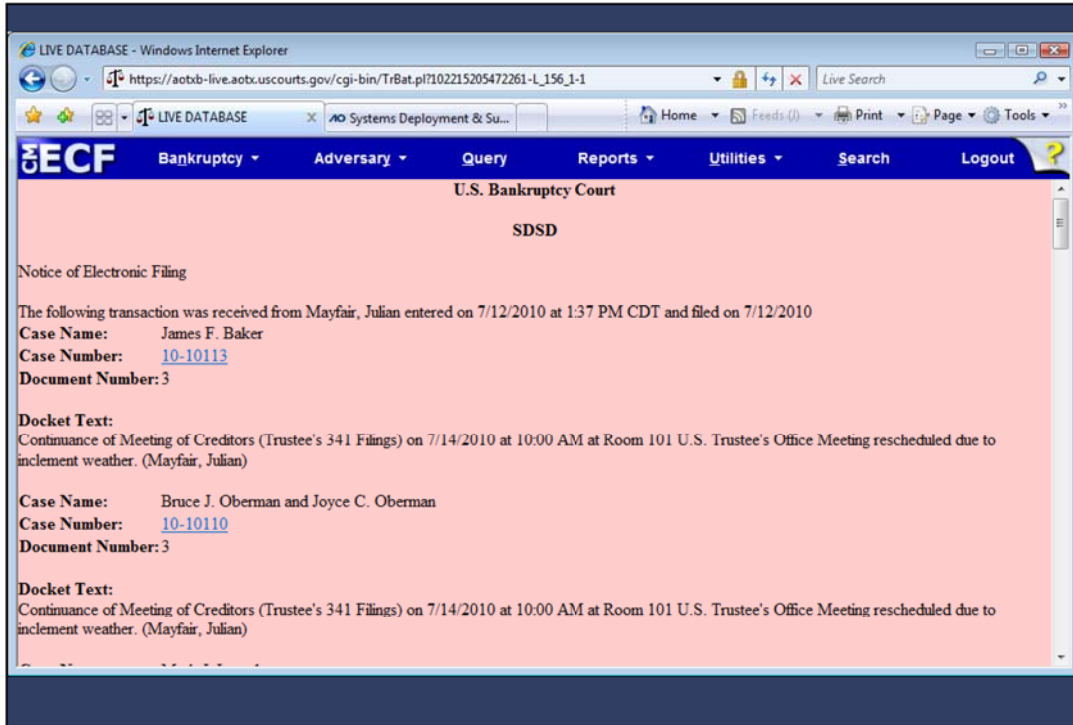 LIVE DATABASE - Windows Internet Explorer
https://aotxb-live.aotx.uscourts.gov/cgi-bin/TrBat.pl?102215205472261-L_156_1-1
Live Search
LIVE DATABASE
AO Systems Deployment & Su...
Home
Feeds (J)
Print
Page
Tools
CM ECF Bankruptcy Adversary Query Reports Utilities Search Logout ?
U.S. Bankruptcy Court
SDSD
Notice of Electronic Filing
The following transaction was received from Mayfair, Julian entered on 7/12/2010 at 1:37 PM CDT and filed on 7/12/2010
Case Name: James F. Baker
Case Number: 10-10113
Document Number: 3
Docket Text:
Continuance of Meeting of Creditors (Trustee's 341 Filings) on 7/14/2010 at 10:00 AM at Room 101 U.S. Trustee's Office Meeting rescheduled due to
inclement weather. (Mayfair, Julian)
Case Name: Bruce J. Oberman and Joyce C. Oberman
Case Number: 10-10110
Document Number: 3
Docket Text:
Continuance of Meeting of Creditors (Trustee's 341 Filings) on 7/14/2010 at 10:00 AM at Room 101 U.S. Trustee's Office Meeting rescheduled due to
inclement weather. (Mayfair, Julian)